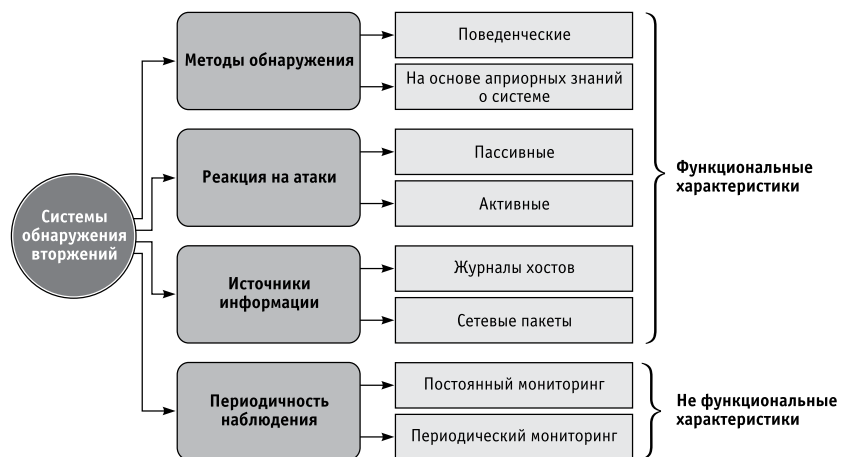 Системы
обнаружения
вторжений
Методы обнаружения
Поведенческие
На основе априорных знаний
о системе
Реакция на атаки
Пассивные
Активные
Источники
информации
Журналы хостов
Сетевые пакеты
Функциональные
характеристики
Периодичность
наблюдения
Постоянный мониторинг
Периодический мониторинг
Не функциональные
характеристики